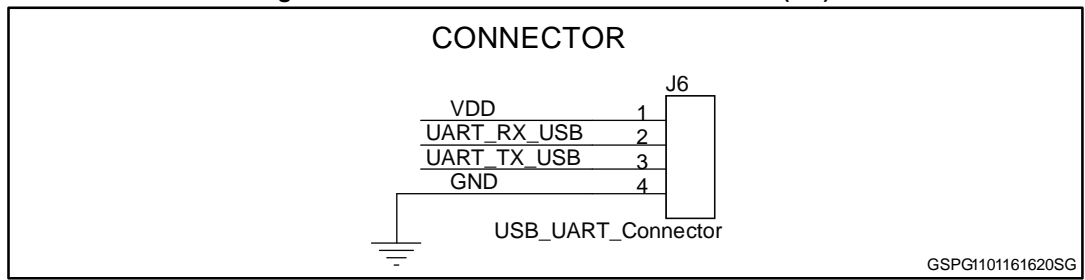 CONNECTOR
J6
VDD 1
UART_RX_USB 2
UART_TX_USB 3
GND 4
USB_UART_Connector
GSPG1101161620SG